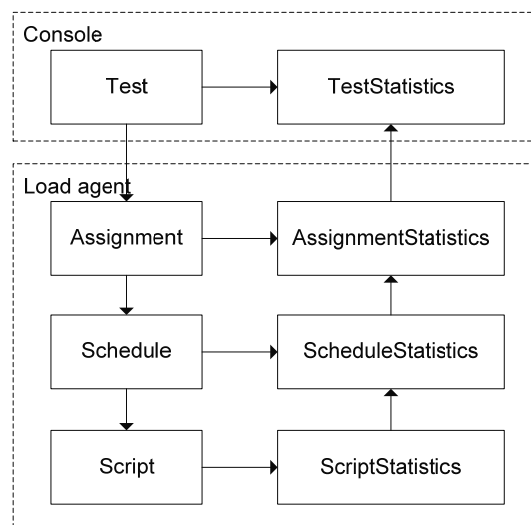 Console
Test
TestStatistics
Load agent
Assignment
AssignmentStatistics
Schedule
ScheduleStatistics
Script
ScriptStatistics